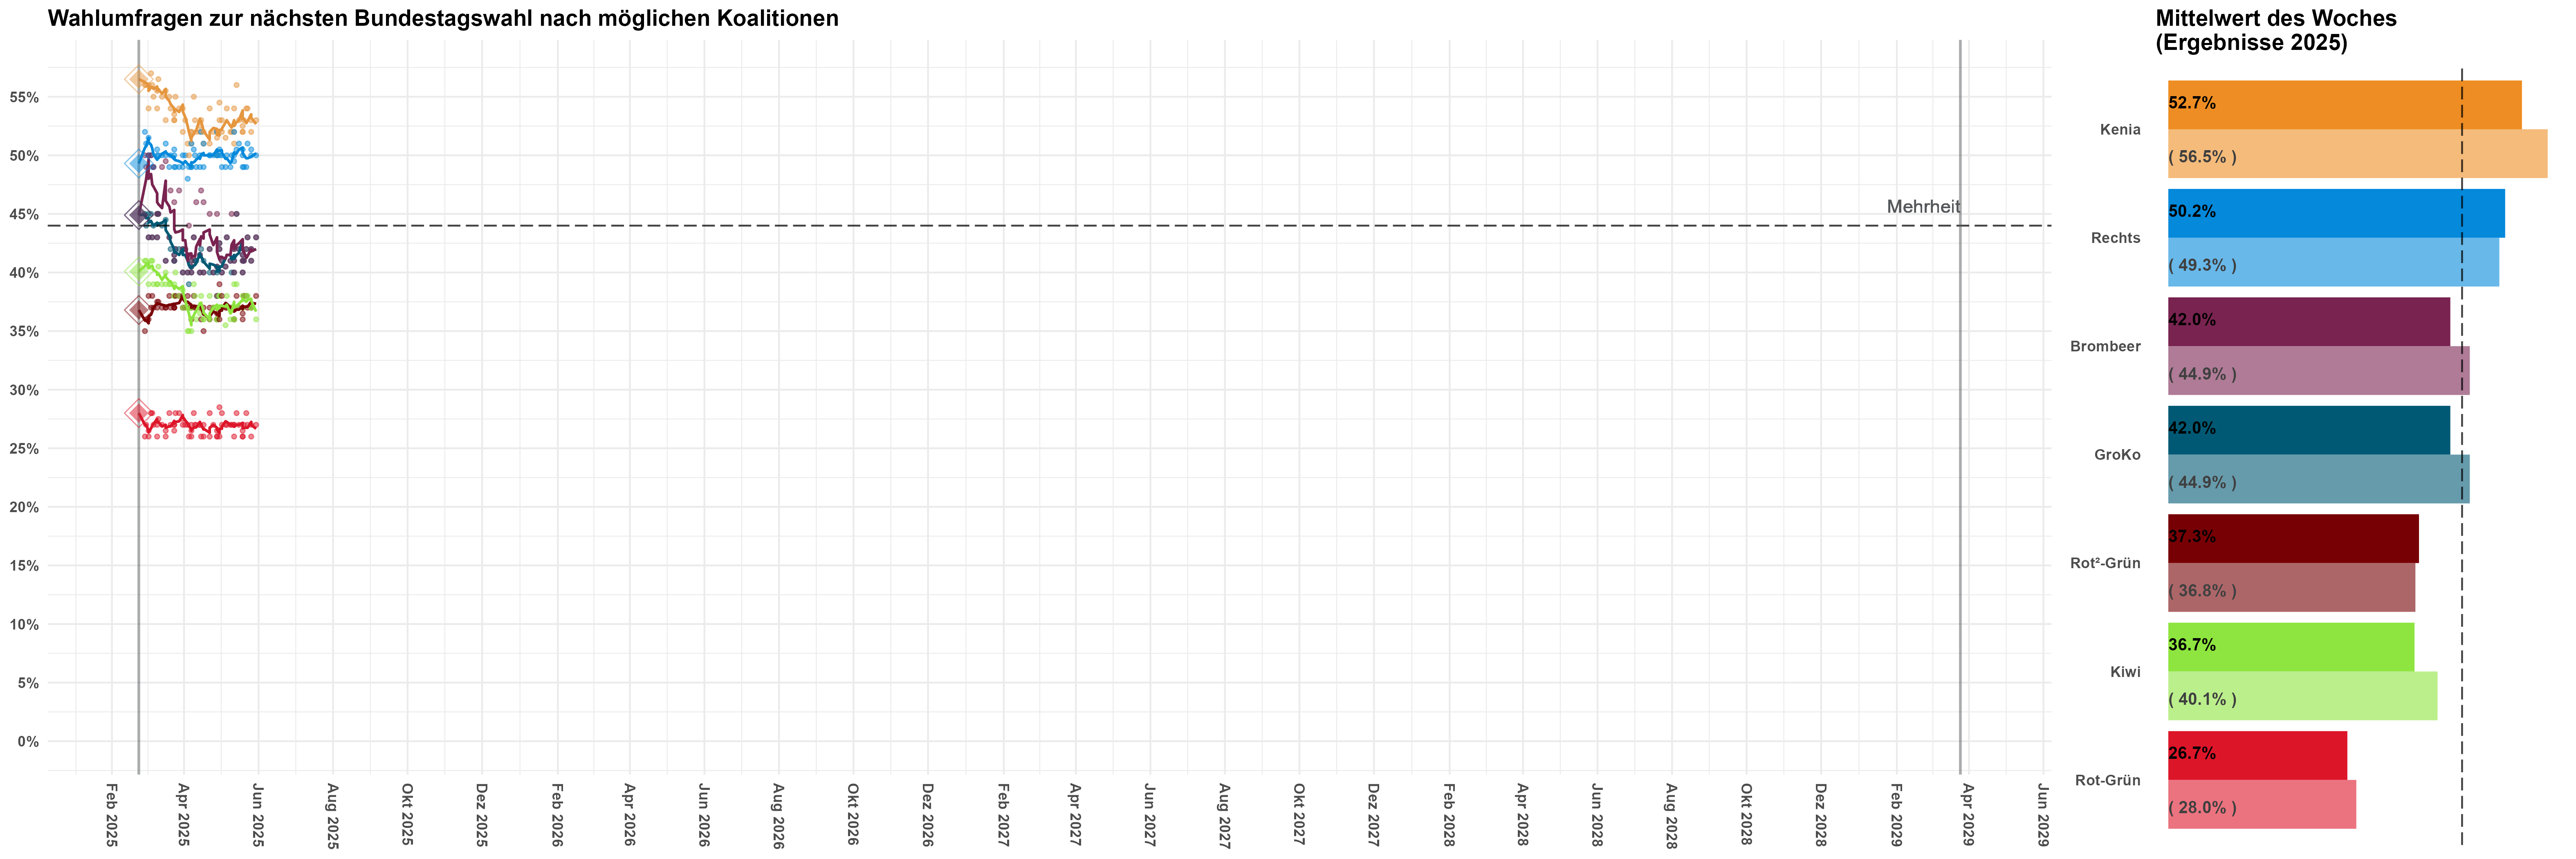 Wahlumfragen zur nächsten Bundestagswahl nach möglichen Koalitionen
55%
50%
45%
40%
35%
30%
25%
20%
15%
10%
5%
0%
Mehrheit
Feb 2025
Apr 2025
Jun 2025
Aug 2025
Okt 2025
Dez 2025
Feb 2026
Apr 2026
Jun 2026
Aug 2026
Okt 2026
Dez 2026
Feb 2027
Apr 2027
Jun 2027
Aug 2027
Okt 2027
Dez 2027
Feb 2028
Apr 2028
Jun 2028
Aug 2028
Okt 2028
Dez 2028
Feb 2029
Apr 2029
Jun 2029
Mittelwert des Woches
(Ergebnisse 2025)
Kenia
52.7%
( 56.5% )
Rechts
50.2%
( 49.3% )
Brombeer
42.0%
( 44.9% )
GroKo
42.0%
( 44.9% )
Rot²-Grün
37.3%
( 36.8% )
Kiwi
36.7%
( 40.1% )
Rot-Grün
26.7%
( 28.0% )